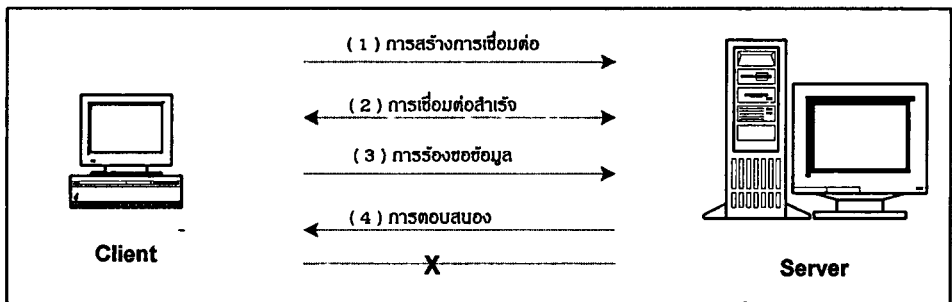 ( 1 ) การสร้างการเชื่อมต่อ
( 2 ) การเชื่อมต่อสำเร็จ
( 3 ) การร้องขอข้อมูล
( 4 ) การตอบสนอง
X
Client
Server